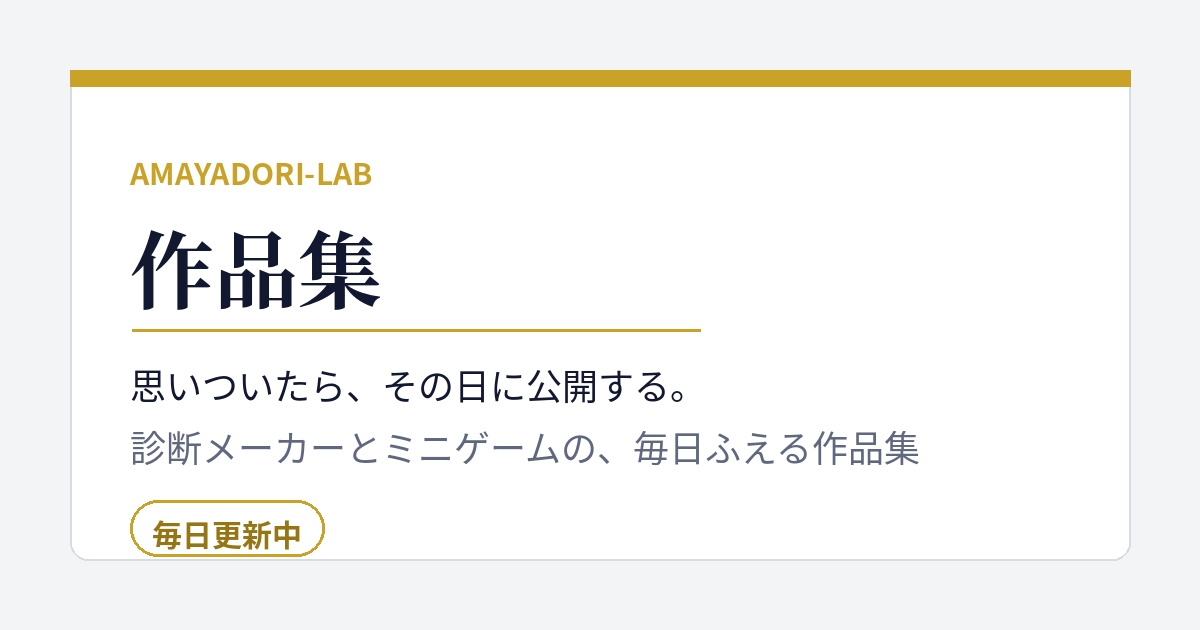 AMAYADORI-LAB
作品集
思いついたら、その日に公開する。
診断メーカーとミニゲームの、毎日ふえる作品集
毎日更新中